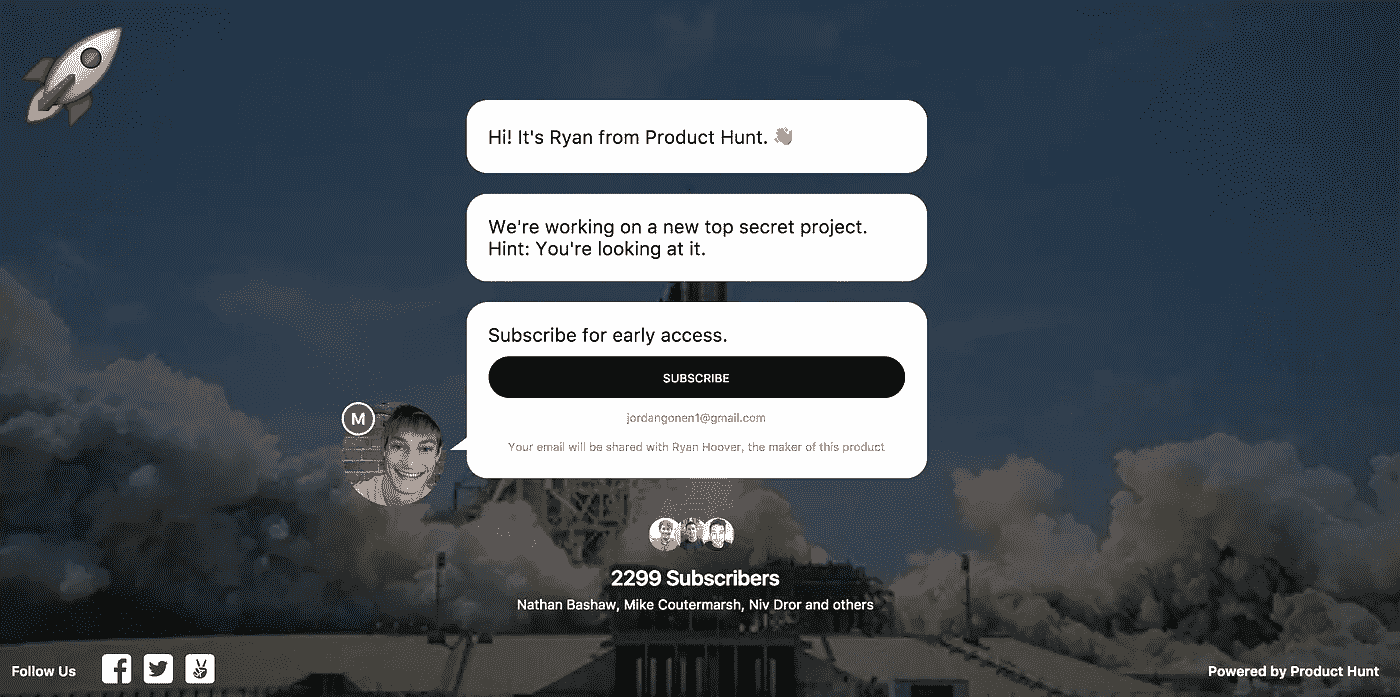 Hi! It's Ryan from Product Hunt. 👋
We're working on a new top secret project.
Hint: You're looking at it.
Subscribe for early access.
SUBSCRIBE
jordangonen1@gmail.com
Your email will be shared with Ryan Hoover, the maker of this product
M
2299 Subscribers
Nathan Bashaw, Mike Coutermarsh, Niv Dror and others
Follow Us
Powered by Product Hunt